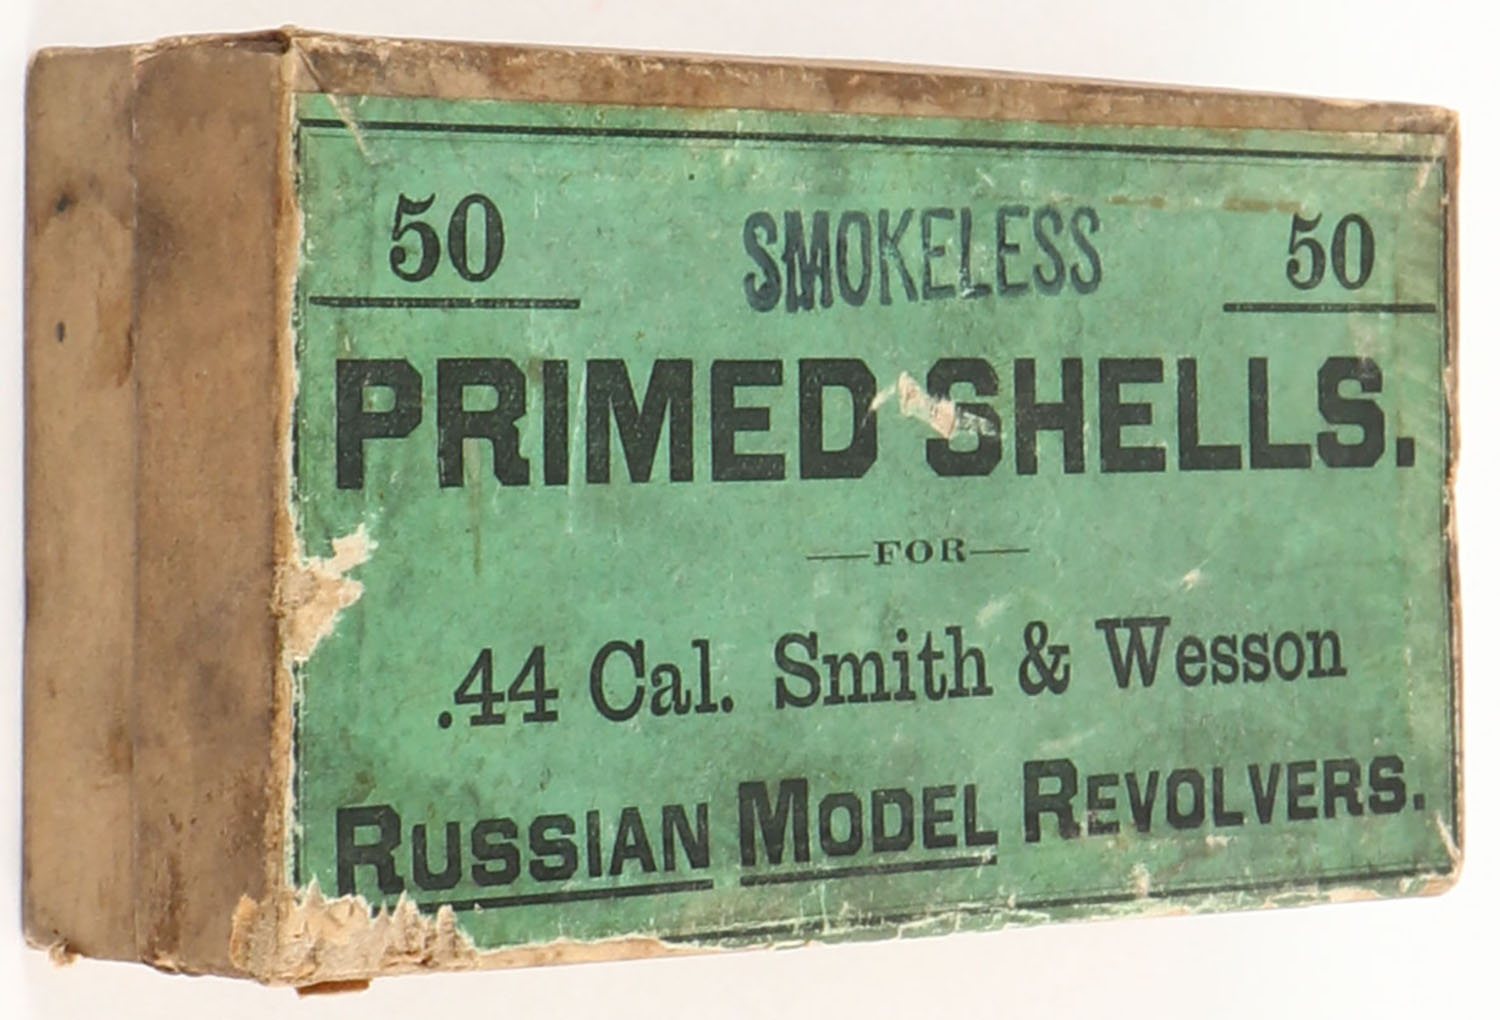 50 SMOKELESS 50
PRIMED SHELLS.
—FOR—
.44 Cal. Smith & Wesson
RUSSIAN MODEL REVOLVERS.